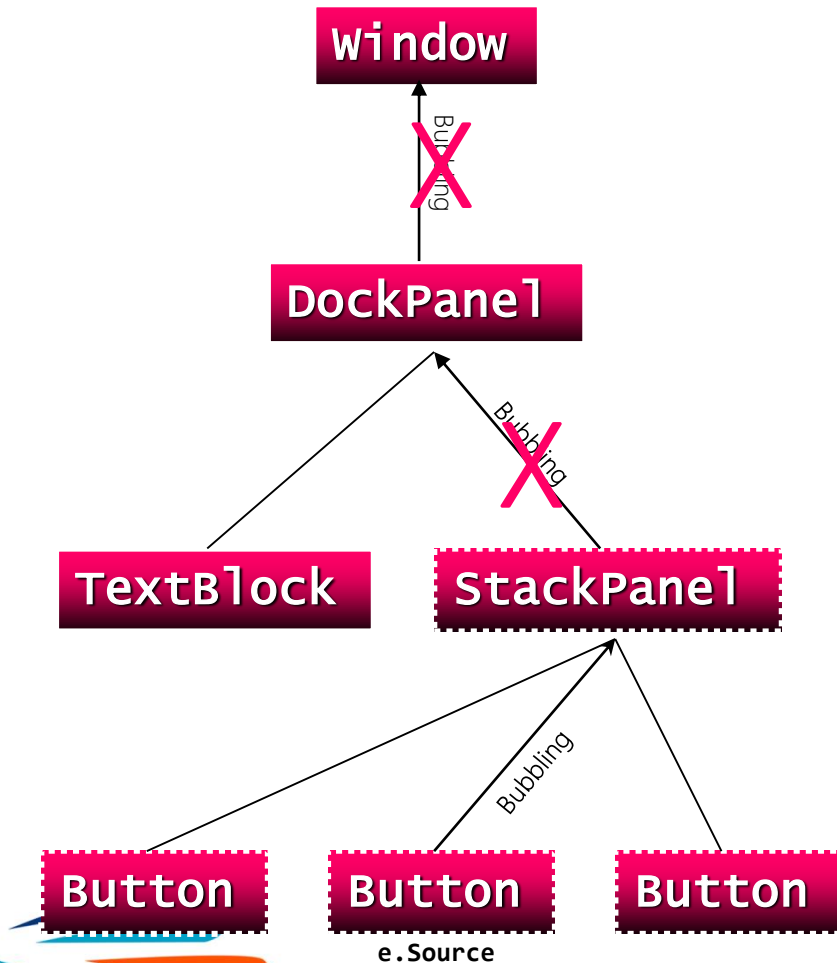 Window
Bubbling
DockPanel
Bubbling
TextBlock
StackPanel
Bubbling
Button
Button
Button
e.Source